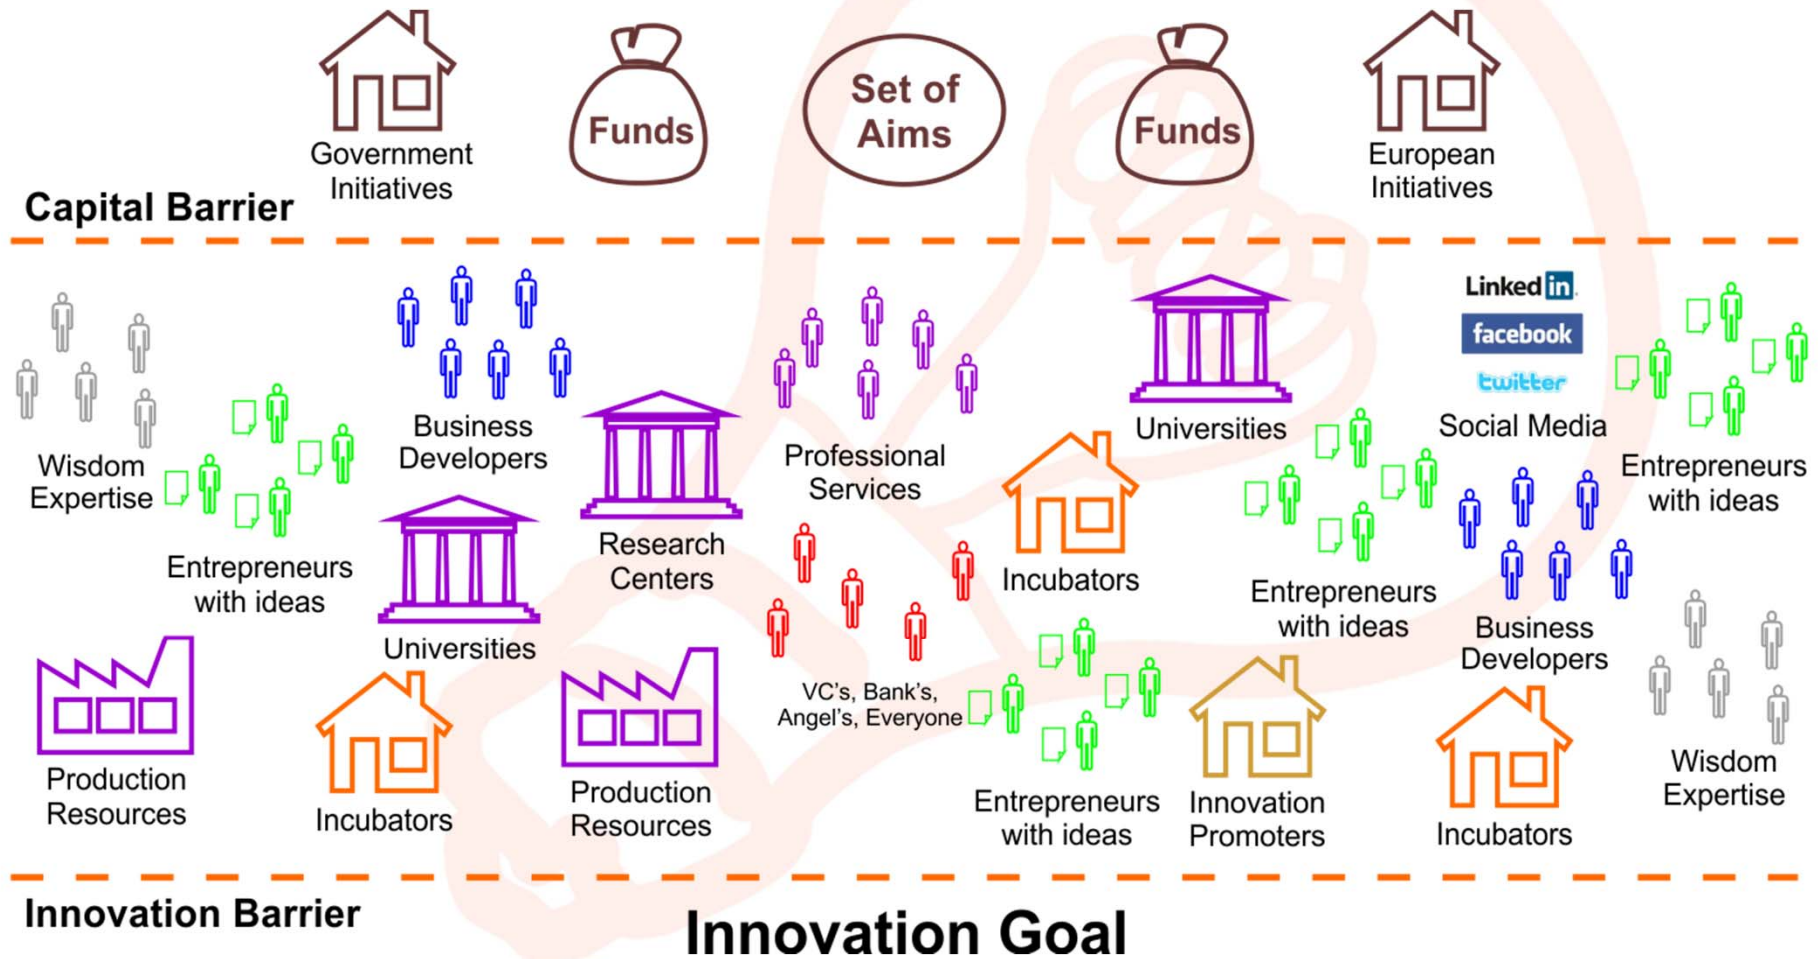 Funds
Set of
Aims
Funds
Government
Initiatives
European
Initiatives
Capital Barrier
Linked in
facebook
twitter
Social Media
Wisdom
Expertise
Business
Developers
Professional
Services
Universities
Entrepreneurs
with ideas
Entrepreneurs
with ideas
Research
Centers
Incubators
Entrepreneurs
with ideas
Universities
Business
Developers
VC's, Bank's,
Angel's, Everyone
Production
Resources
Incubators
Production
Resources
Entrepreneurs
with ideas
Innovation
Promoters
Incubators
Wisdom
Expertise
Innovation Barrier
Innovation Goal